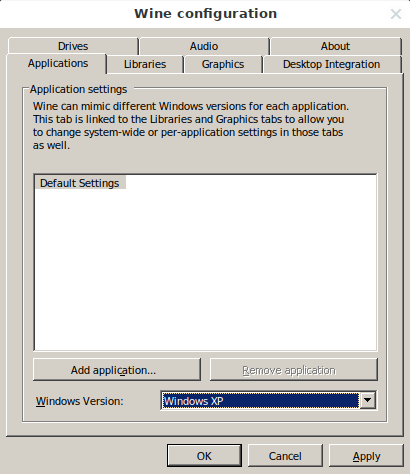 Wine configuration
Drives Audio About
Applications Libraries Graphics Desktop Integration
Application settings
Wine can mimic different Windows versions for each application.
This tab is linked to the Libraries and Graphics tabs to allow you
to change system-wide or per-application settings in those tabs
as well.
Default Settings
Add application... Remove application
Windows Version: Windows XP
OK Cancel Apply